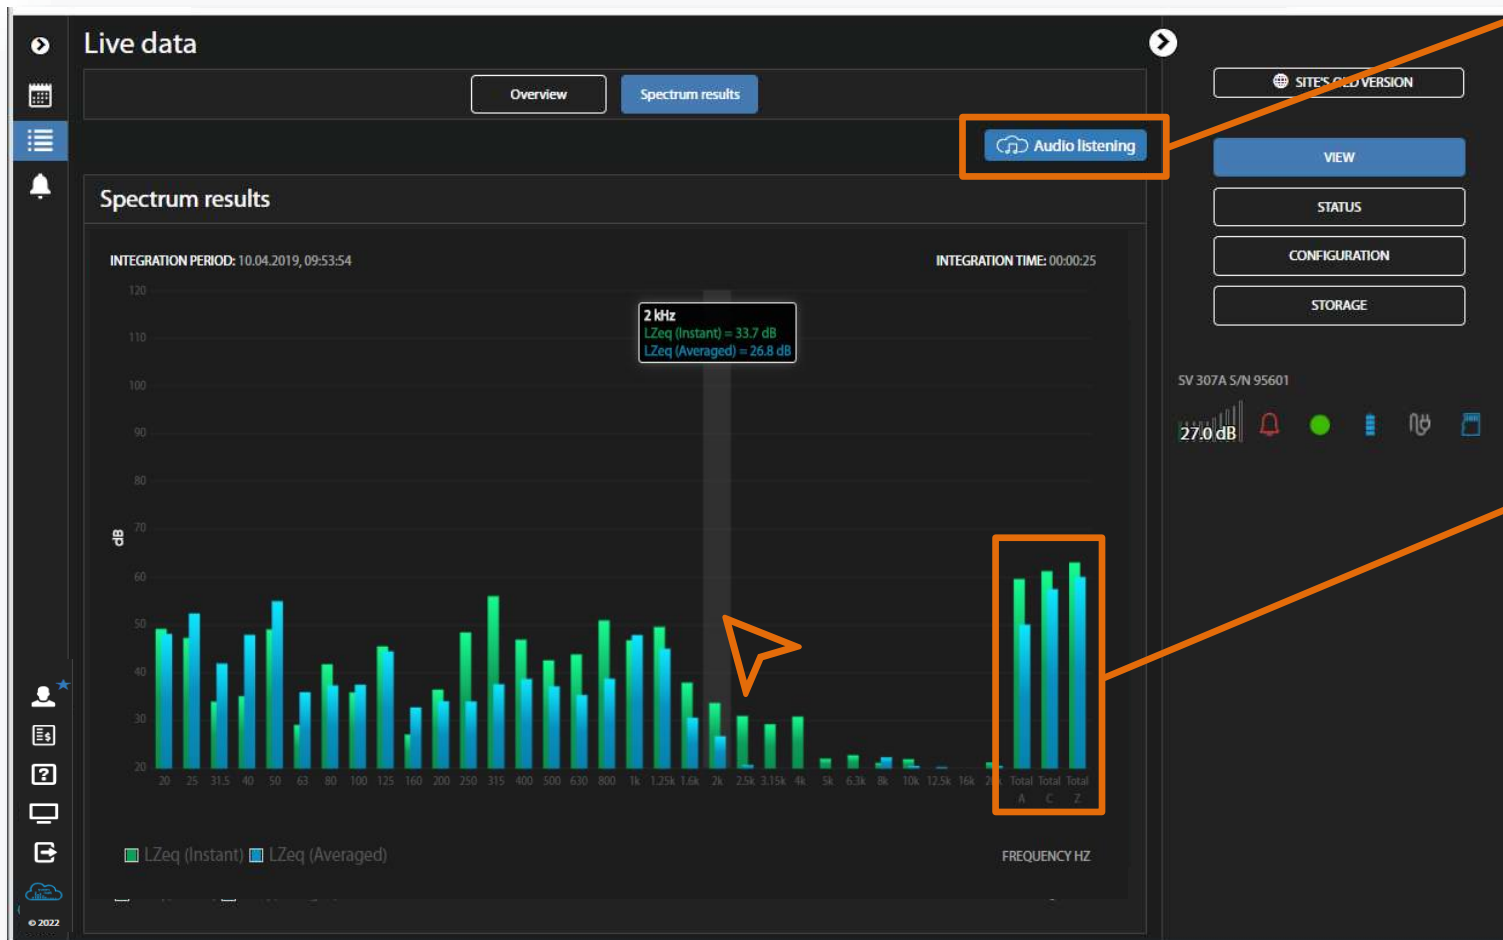 Live data
SITE'S OLD VERSION
Overview
Spectrum results
Audio listening
VIEW
Spectrum results
STATUS
INTEGRATION PERIOD: 10.04.2019, 09:53:54
INTEGRATION TIME: 00:00:25
CONFIGURATION
STORAGE
120
110
100
90
80
70
60
50
40
30
20
dB
2 kHz
LZeq (Instant) = 33.7 dB
LZeq (Averaged) = 26.8 dB
SV 307A S/N 95601
27.0 dB
20 25 31.5 40 50 63 80 100 125 160 200 250 315 400 500 630 800 1k 1.25k 1.6k 2k 2.5k 3.15k 4k 5k 6.3k 8k 10k 12.5k 16k Total Total Total
A C Z
LZeq (Instant) LZeq (Averaged)
FREQUENCY HZ
© 2022